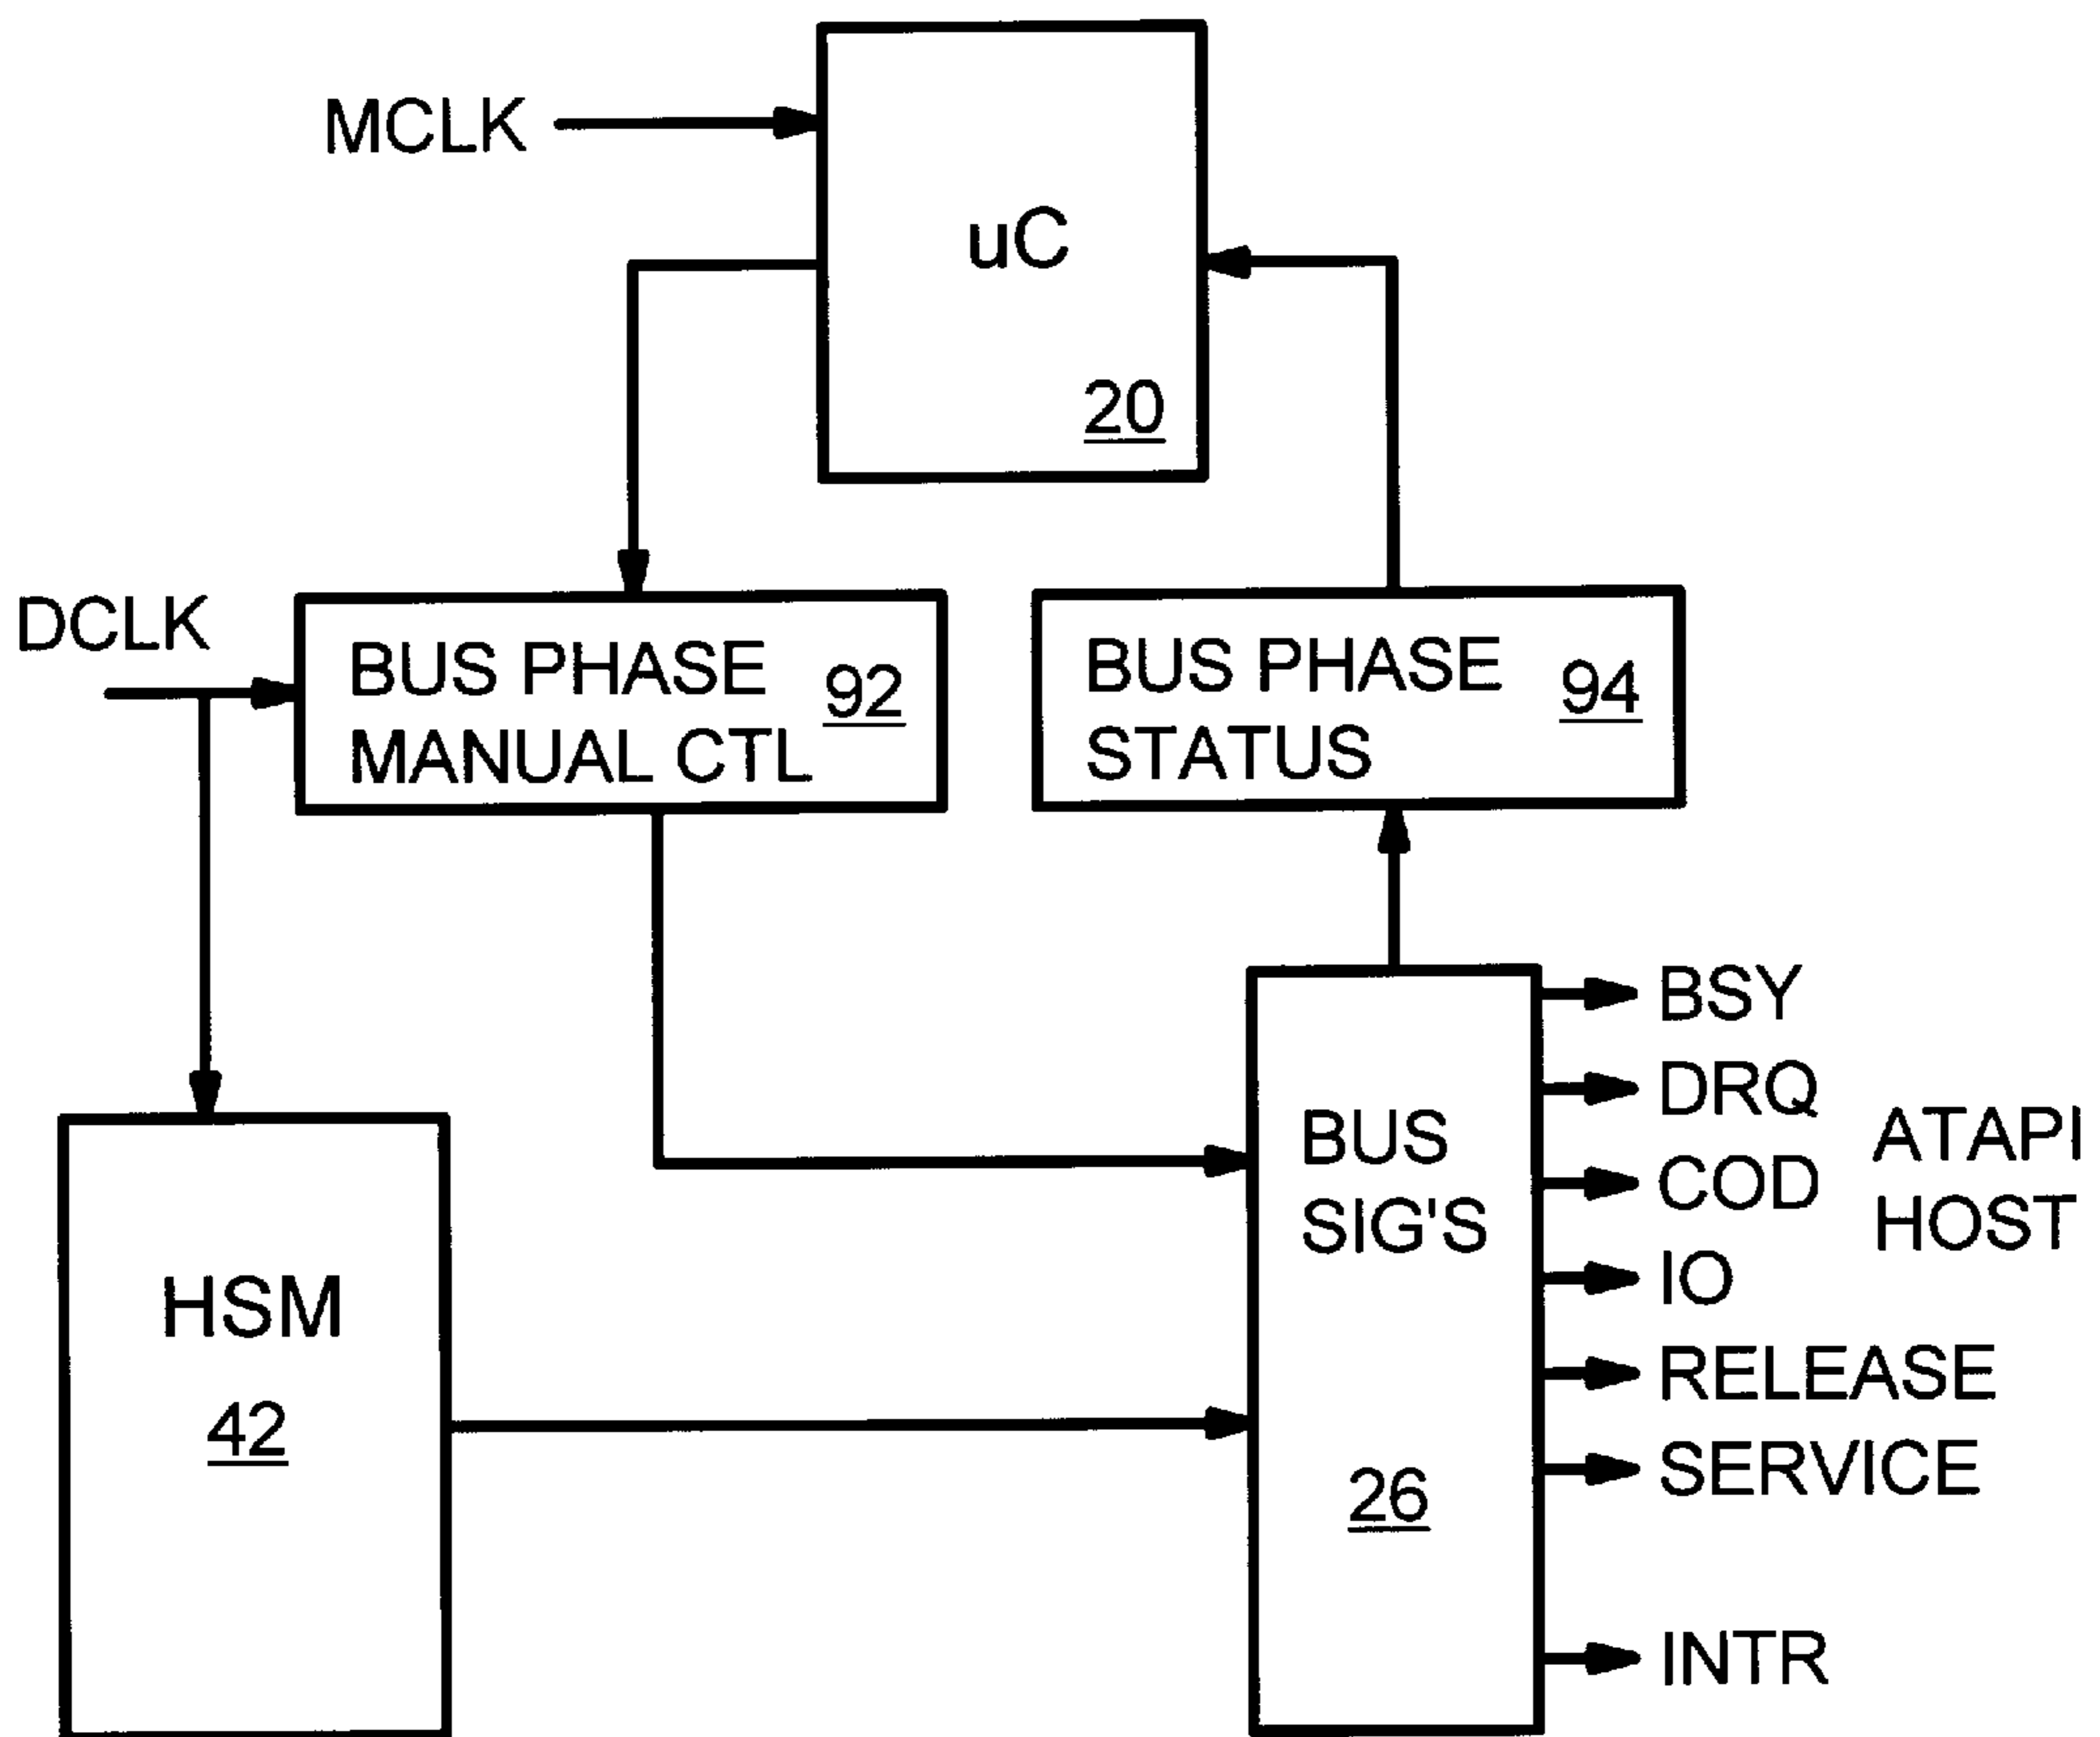 MCLK
uC
20
DCLK
BUS PHASE
MANUAL CTL
92
BUS PHASE
STATUS
94
HSM
42
BUS
SIG'S
26
BSY
DRQ
COD
IO
RELEASE
SERVICE
INTR
ATAPI
HOST